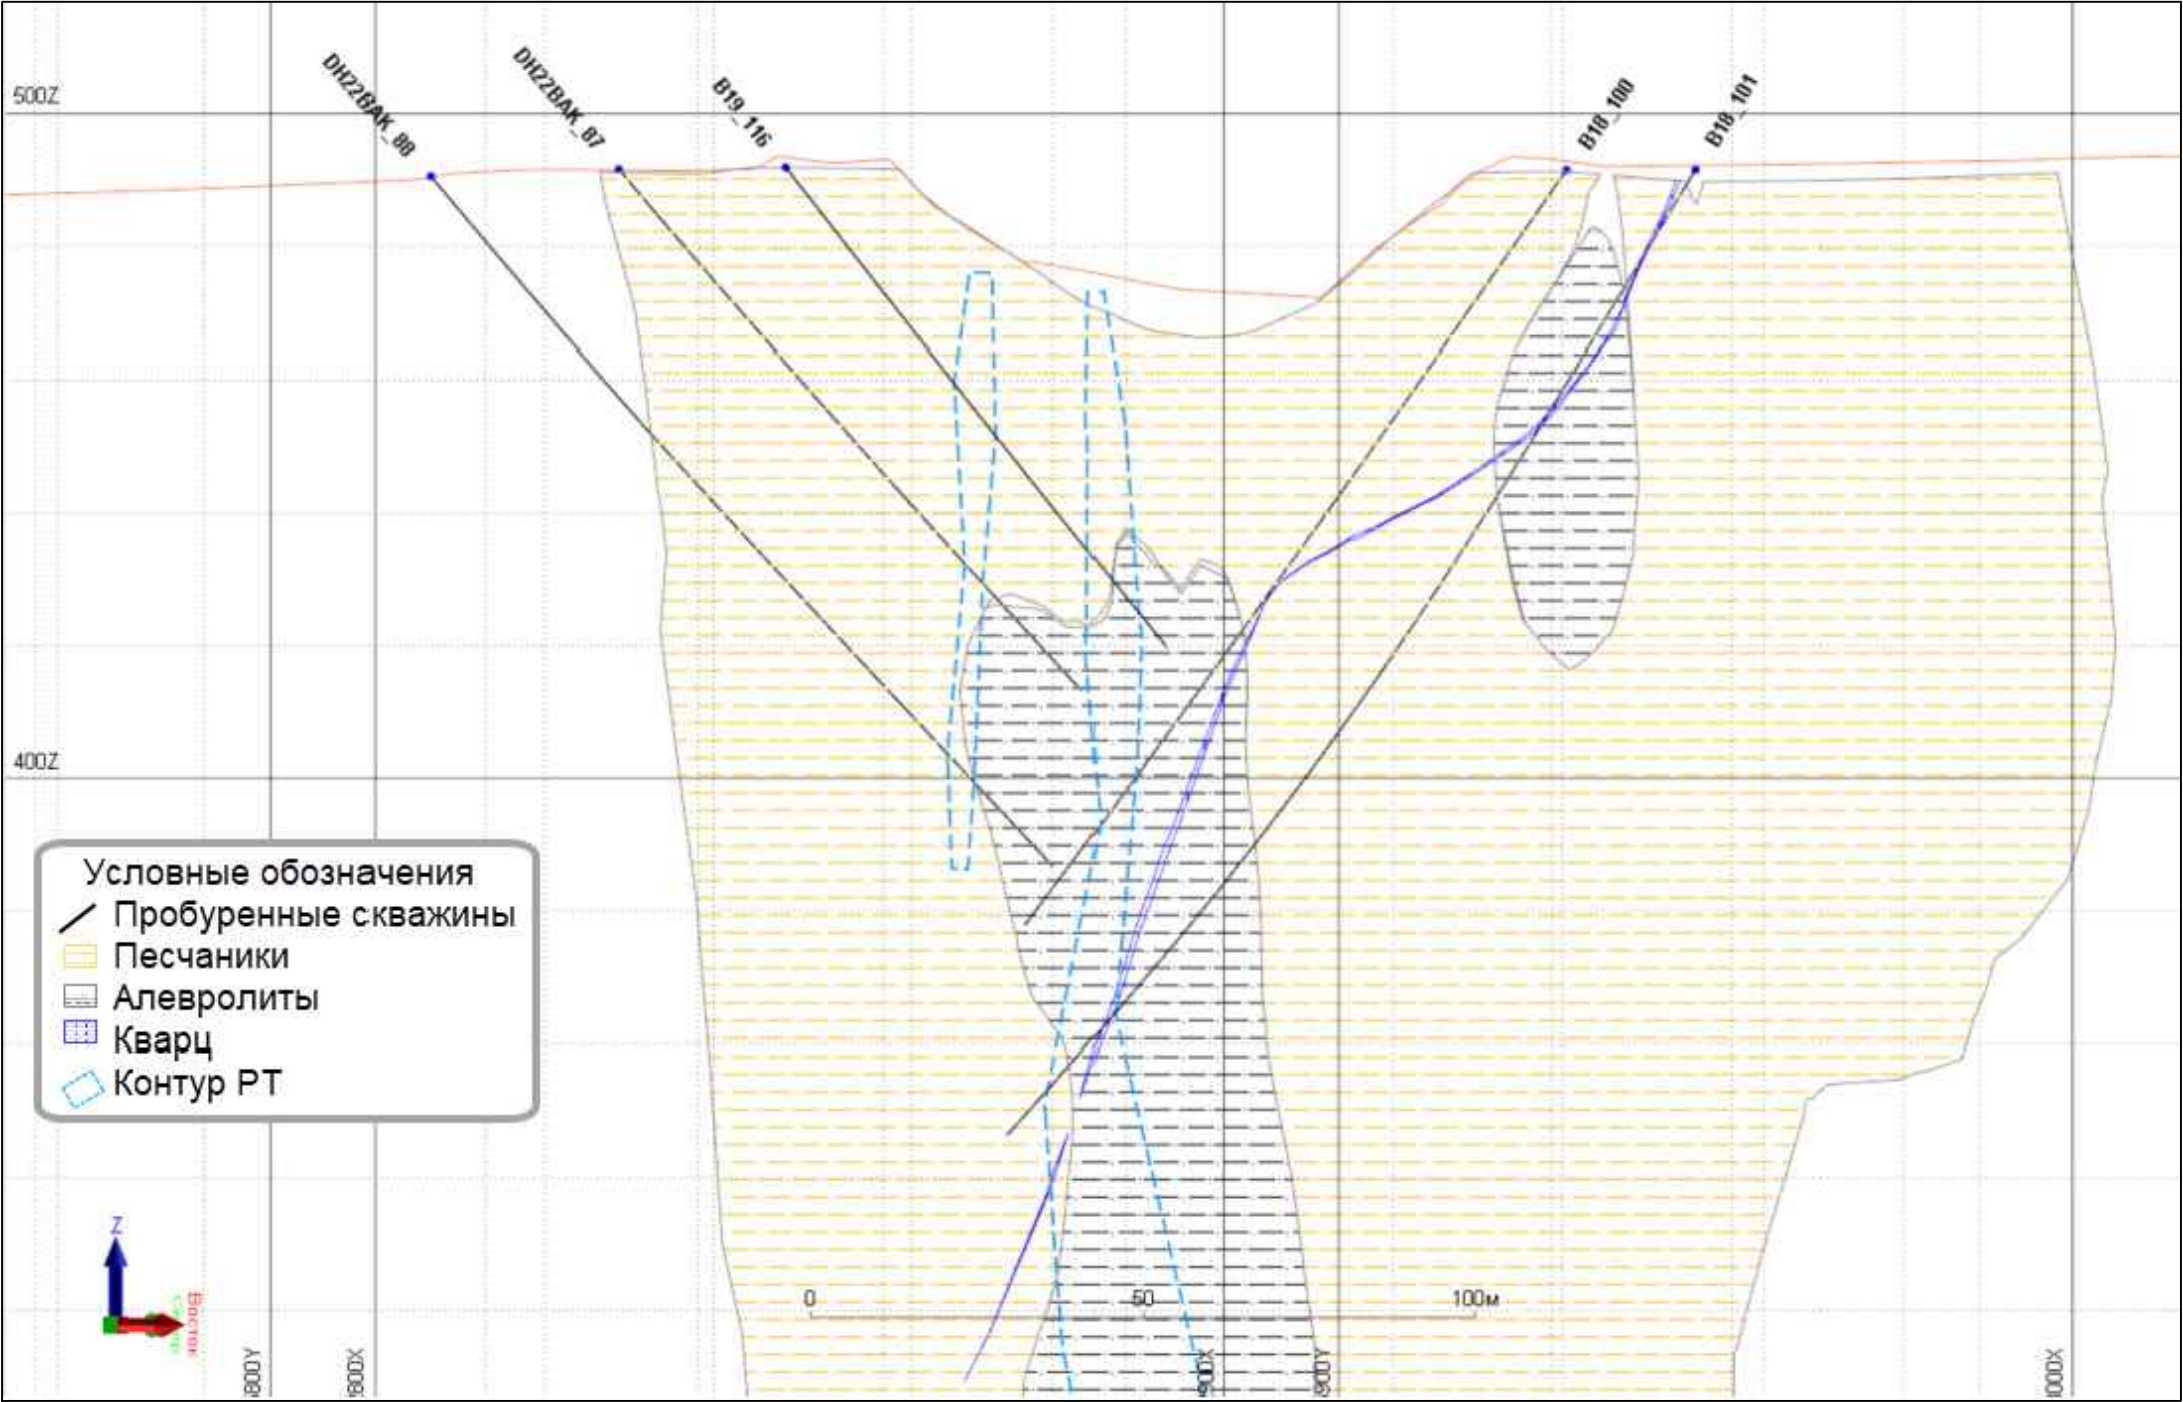 DH22BAK_88
DH22BAK_87
B19_116
B18_100
B18_101
500Z
400Z
Условные обозначения
Пробуренные скважины
Песчаники
Алевролиты
Кварц
Контур РТ
Z
Восток
0
50
100м
800Y
800X
900X
900Y
000X